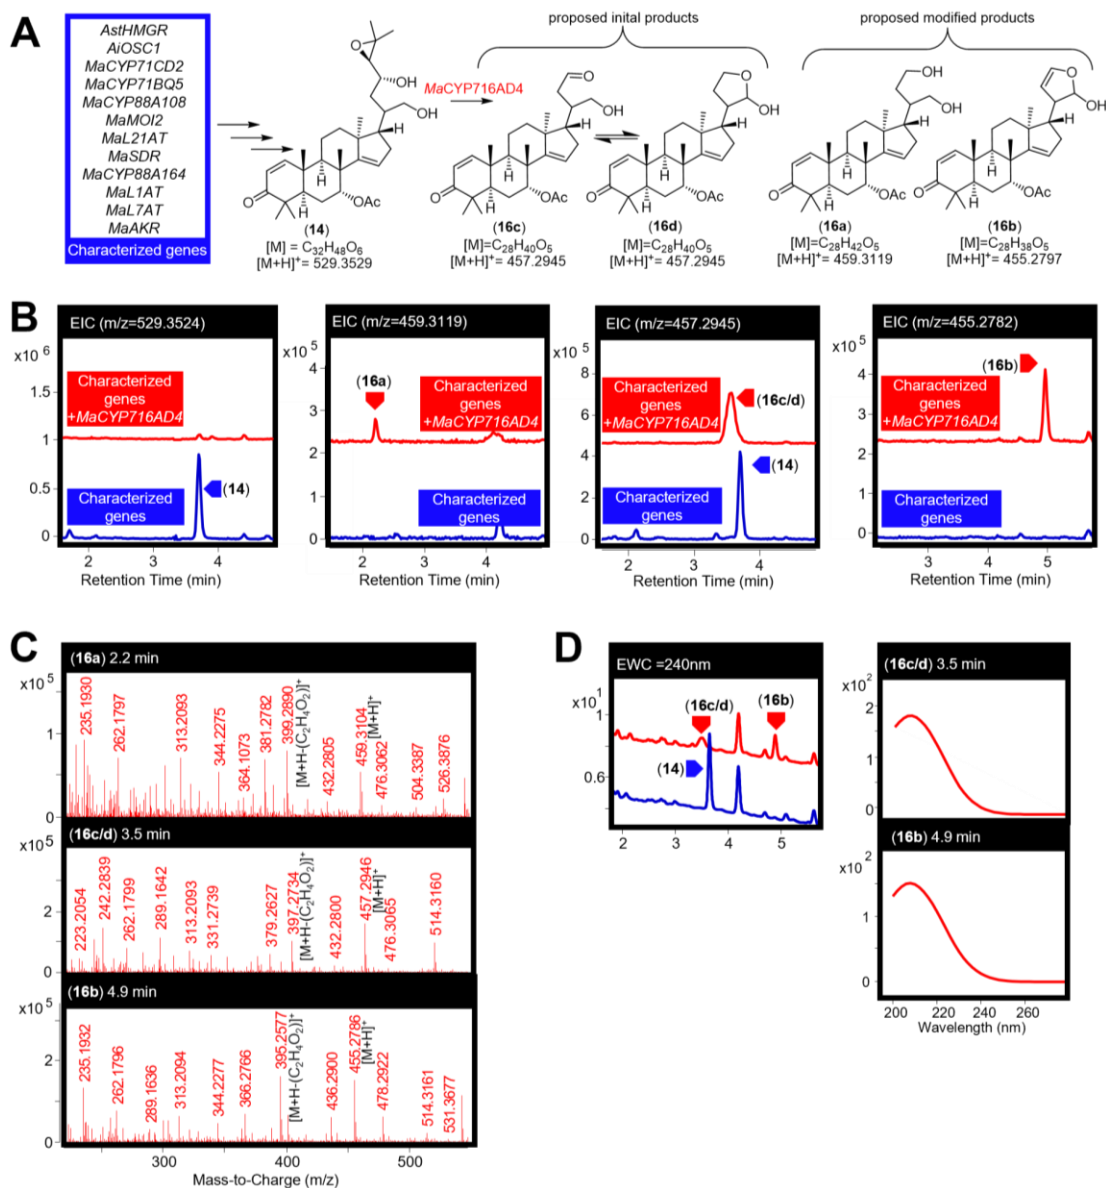 A
AstHMGR
AiOSC1
MaCYP71CD2
MaCYP71BQ5
MaCYP88A108
MaMOI2
MaL21AT
MaSDR
MaCYP88A164
MaL1AT
MaL7AT
MaAKR
Characterized genes
O
OH
OH
O
OAc
H
H
H
(14)
[M] = C32H48O6
[M+H]+= 529.3529
MaCYP716AD4
proposed inital products
O
OH
O
OAc
H
H
H
(16c)
[M]=C28H40O5
[M+H]+= 457.2945
O
OH
O
OAc
H
H
H
(16d)
[M]=C28H40O5
[M+H]+= 457.2945
proposed modified products
OH
OH
O
OAc
H
H
H
(16a)
[M]=C28H42O5
[M+H]+= 459.3119
O
OH
O
OAc
H
H
H
(16b)
[M]=C28H38O5
[M+H]+= 455.2797
B
EIC (m/z=529.3524)
x10 6
1.5
1
0.5
0
Characterized
genes
+MaCYP716AD4
(14)
Characterized
genes
2 3 4
Retention Time (min)
EIC (m/z=459.3119)
x10 5
4
3
2
1
0
(16a)
Characterized
genes
+MaCYP716AD4
Characterized
genes
2 3 4
Retention Time (min)
EIC (m/z=457.2945)
x10 5
8
6
4
2
0
Characterized
genes
+MaCYP716AD4
(16c/d)
(14)
Characterized
genes
2 3 4
Retention Time (min)
EIC (m/z=455.2782)
x10 5
4
3
2
1
0
(16b)
Characterized
genes
+MaCYP716AD4
Characterized
genes
3 4 5
Retention Time (min)
C
(16a) 2.2 min
x10 5
1
0
235.1930
262.1797
313.2093
344.2275
364.1073
381.2782
399.2890
[M+H-(C2H4O2)]+
432.2805
459.3104
[M+H]+
476.3062
504.3387
526.3876
(16c/d) 3.5 min
x10 5
2
0
223.2054
242.2839
262.1799
289.1642
313.2093
331.2739
379.2627
397.2734
[M+H-(C2H4O2)]+
432.2800
457.2946
[M+H]+
476.3065
514.3160
(16b) 4.9 min
x10 5
2
0
235.1932
262.1796
289.1636
313.2094
344.2277
366.2766
395.2577
[M+H-(C2H4O2)]+
436.2900
455.2786
[M+H]+
478.2922
514.3161
531.3677
300 400 500
Mass-to-Charge (m/z)
D
EWC =240nm
x10 1
1
0.6
(16c/d)
(16b)
(14)
2 3 4 5
(16c/d) 3.5 min
x10 2
2
1
0
(16b) 4.9 min
x10 2
1
0
200 220 240 260
Wavelength (nm)